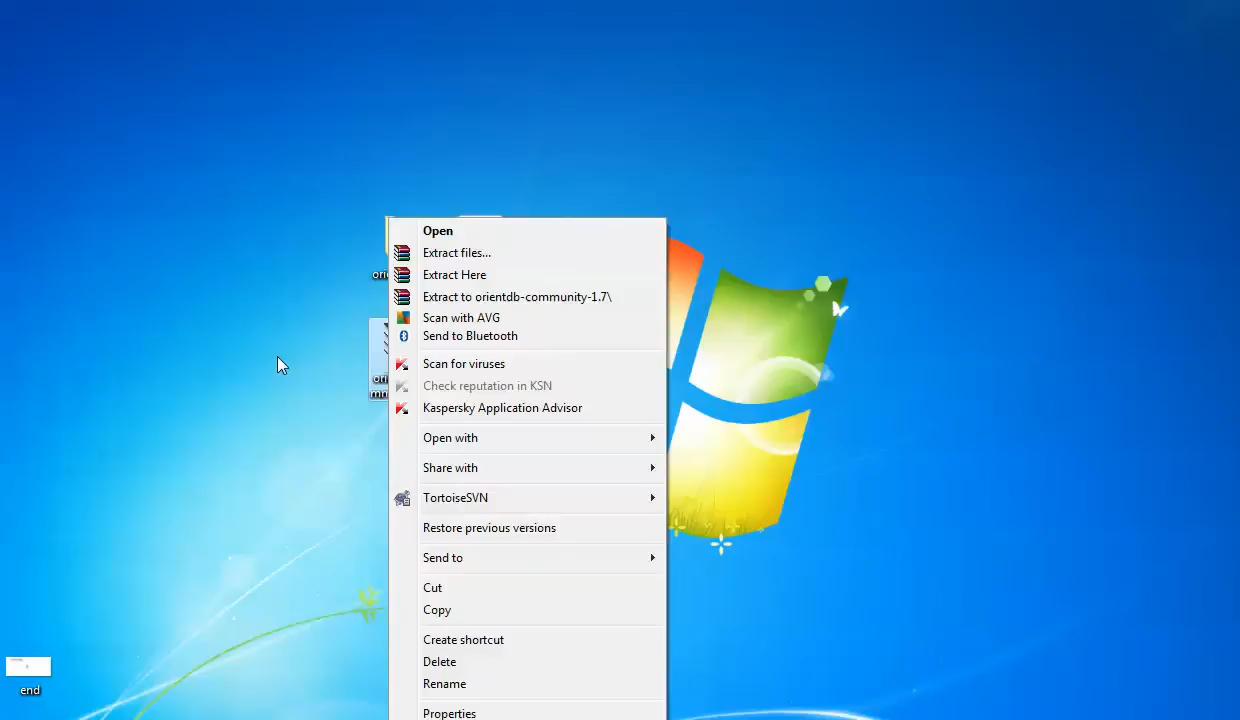 Open
Extract files...
Extract Here
Extract to orientdb-community-1.7\
Scan with AVG
Send to Bluetooth
Scan for viruses
Check reputation in KSN
Kaspersky Application Advisor
Open with
Share with
TortoiseSVN
Restore previous versions
Send to
Cut
Copy
Create shortcut
Delete
Rename
Properties
end